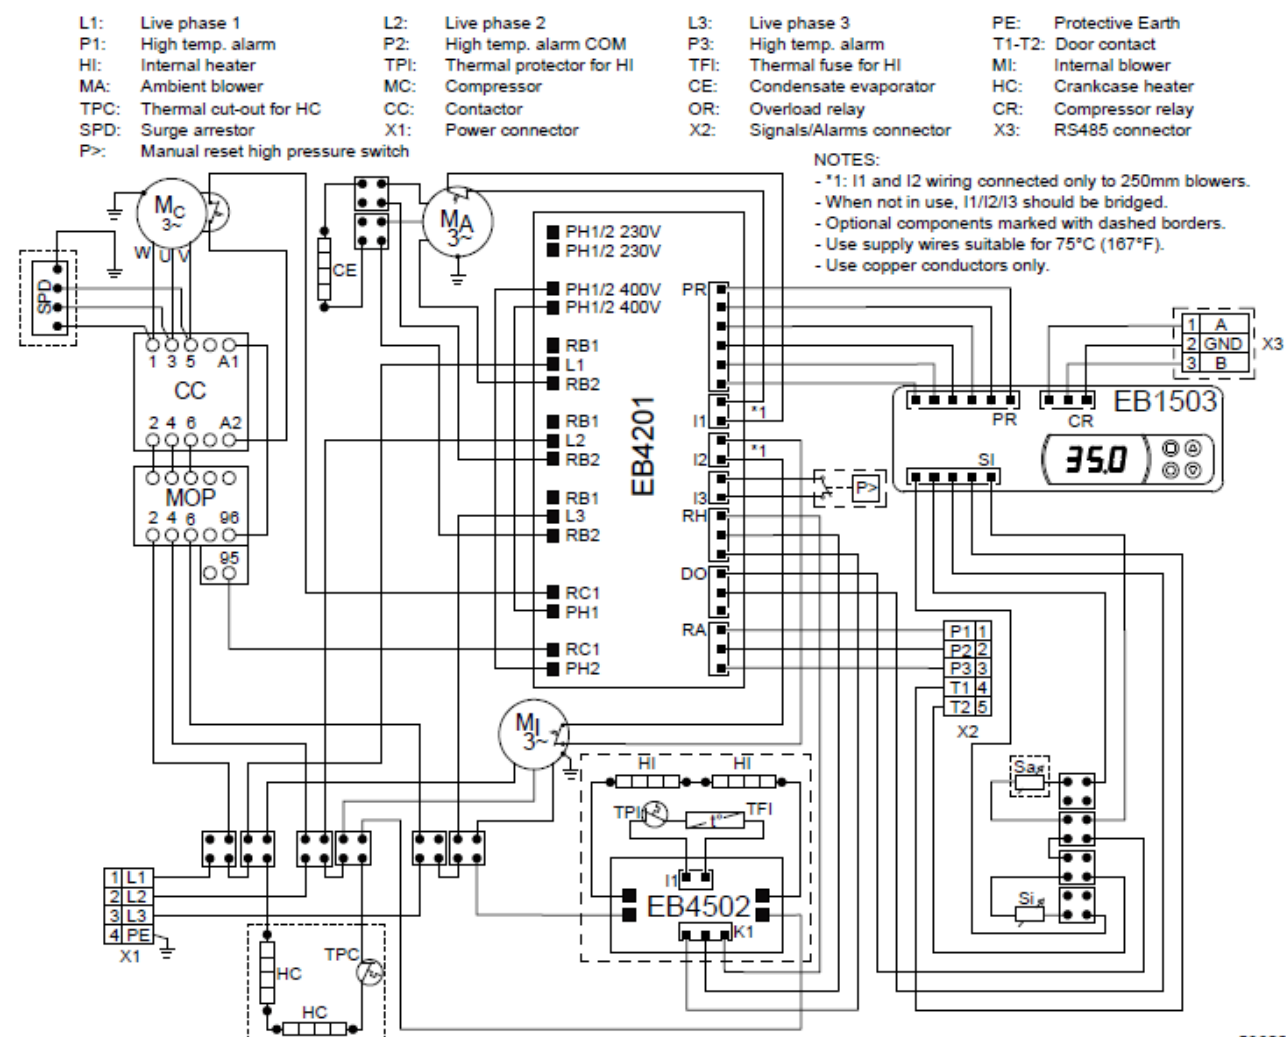 L1: Live phase 1 L2: Live phase 2 L3: Live phase 3 PE: Protective Earth
P1: High temp. alarm P2: High temp. alarm COM P3: High temp. alarm T1-T2: Door contact
HI: Internal heater TPI: Thermal protector for HI TFI: Thermal fuse for HI MI: Internal blower
MA: Ambient blower MC: Compressor CE: Condensate evaporator HC: Crankcase heater
TPC: Thermal cut-out for HC CC: Contactor OR: Overload relay CR: Compressor relay
SPD: Surge arrestor X1: Power connector X2: Signals/Alarms connector X3: RS485 connector
P>: Manual reset high pressure switch
NOTES:
- *1: I1 and I2 wiring connected only to 250mm blowers.
- When not in use, I1/I2/I3 should be bridged.
- Optional components marked with dashed borders.
- Use supply wires suitable for 75°C (167°F).
- Use copper conductors only.
MC
3~
W U V
SPD
1 3 5 A1
CC
2 4 6 A2
MOP
2 4 6 96
95
CE
MA
3~
PH1/2 230V
PH1/2 230V
PH1/2 400V
PH1/2 400V
RB1
L1
RB2
RB1
L2
RB2
RB1
L3
RB2
RC1
PH1
RC1
PH2
EB4201
PR
I1
*1
I2
*1
I3
RH
DO
RA
P>
1 A
2 GND
3 B
X3
EB1503
PR
CR
SI
35.0
P1 1
P2 2
P3 3
T1 4
T2 5
X2
Sa
Si
MI
3~
HI HI
TPI
t°
TFI
I1
EB4502
K1
1 L1
2 L2
3 L3
4 PE
X1
HC
TPC
HC